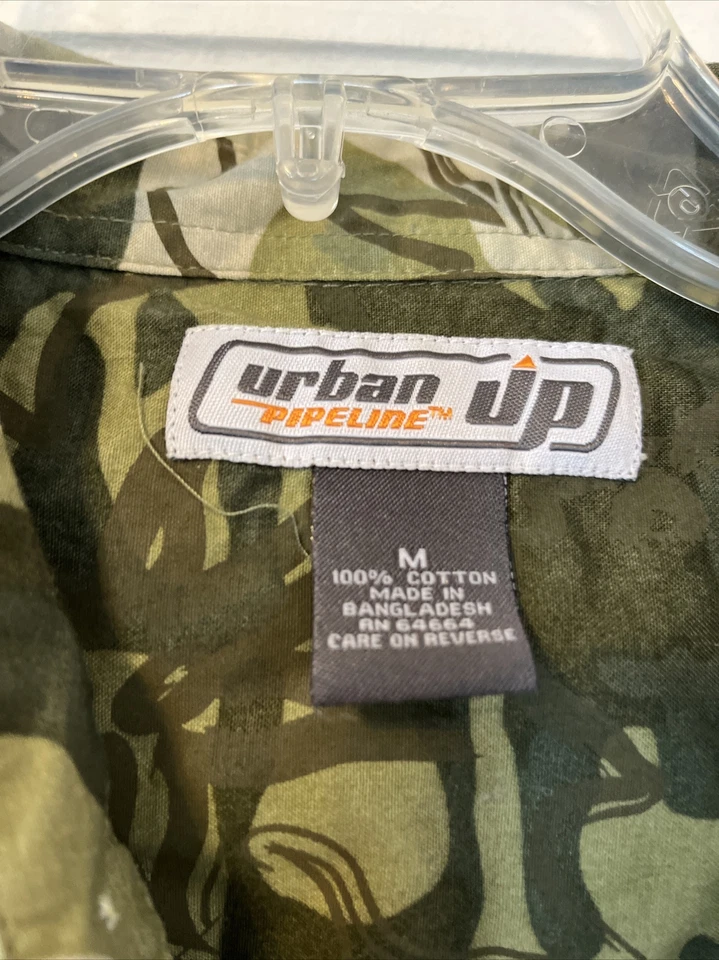 urban
PIPELINE™
up
M
100% COTTON
MADE IN
BANGLADESH
RN 64664
CARE ON REVERSE